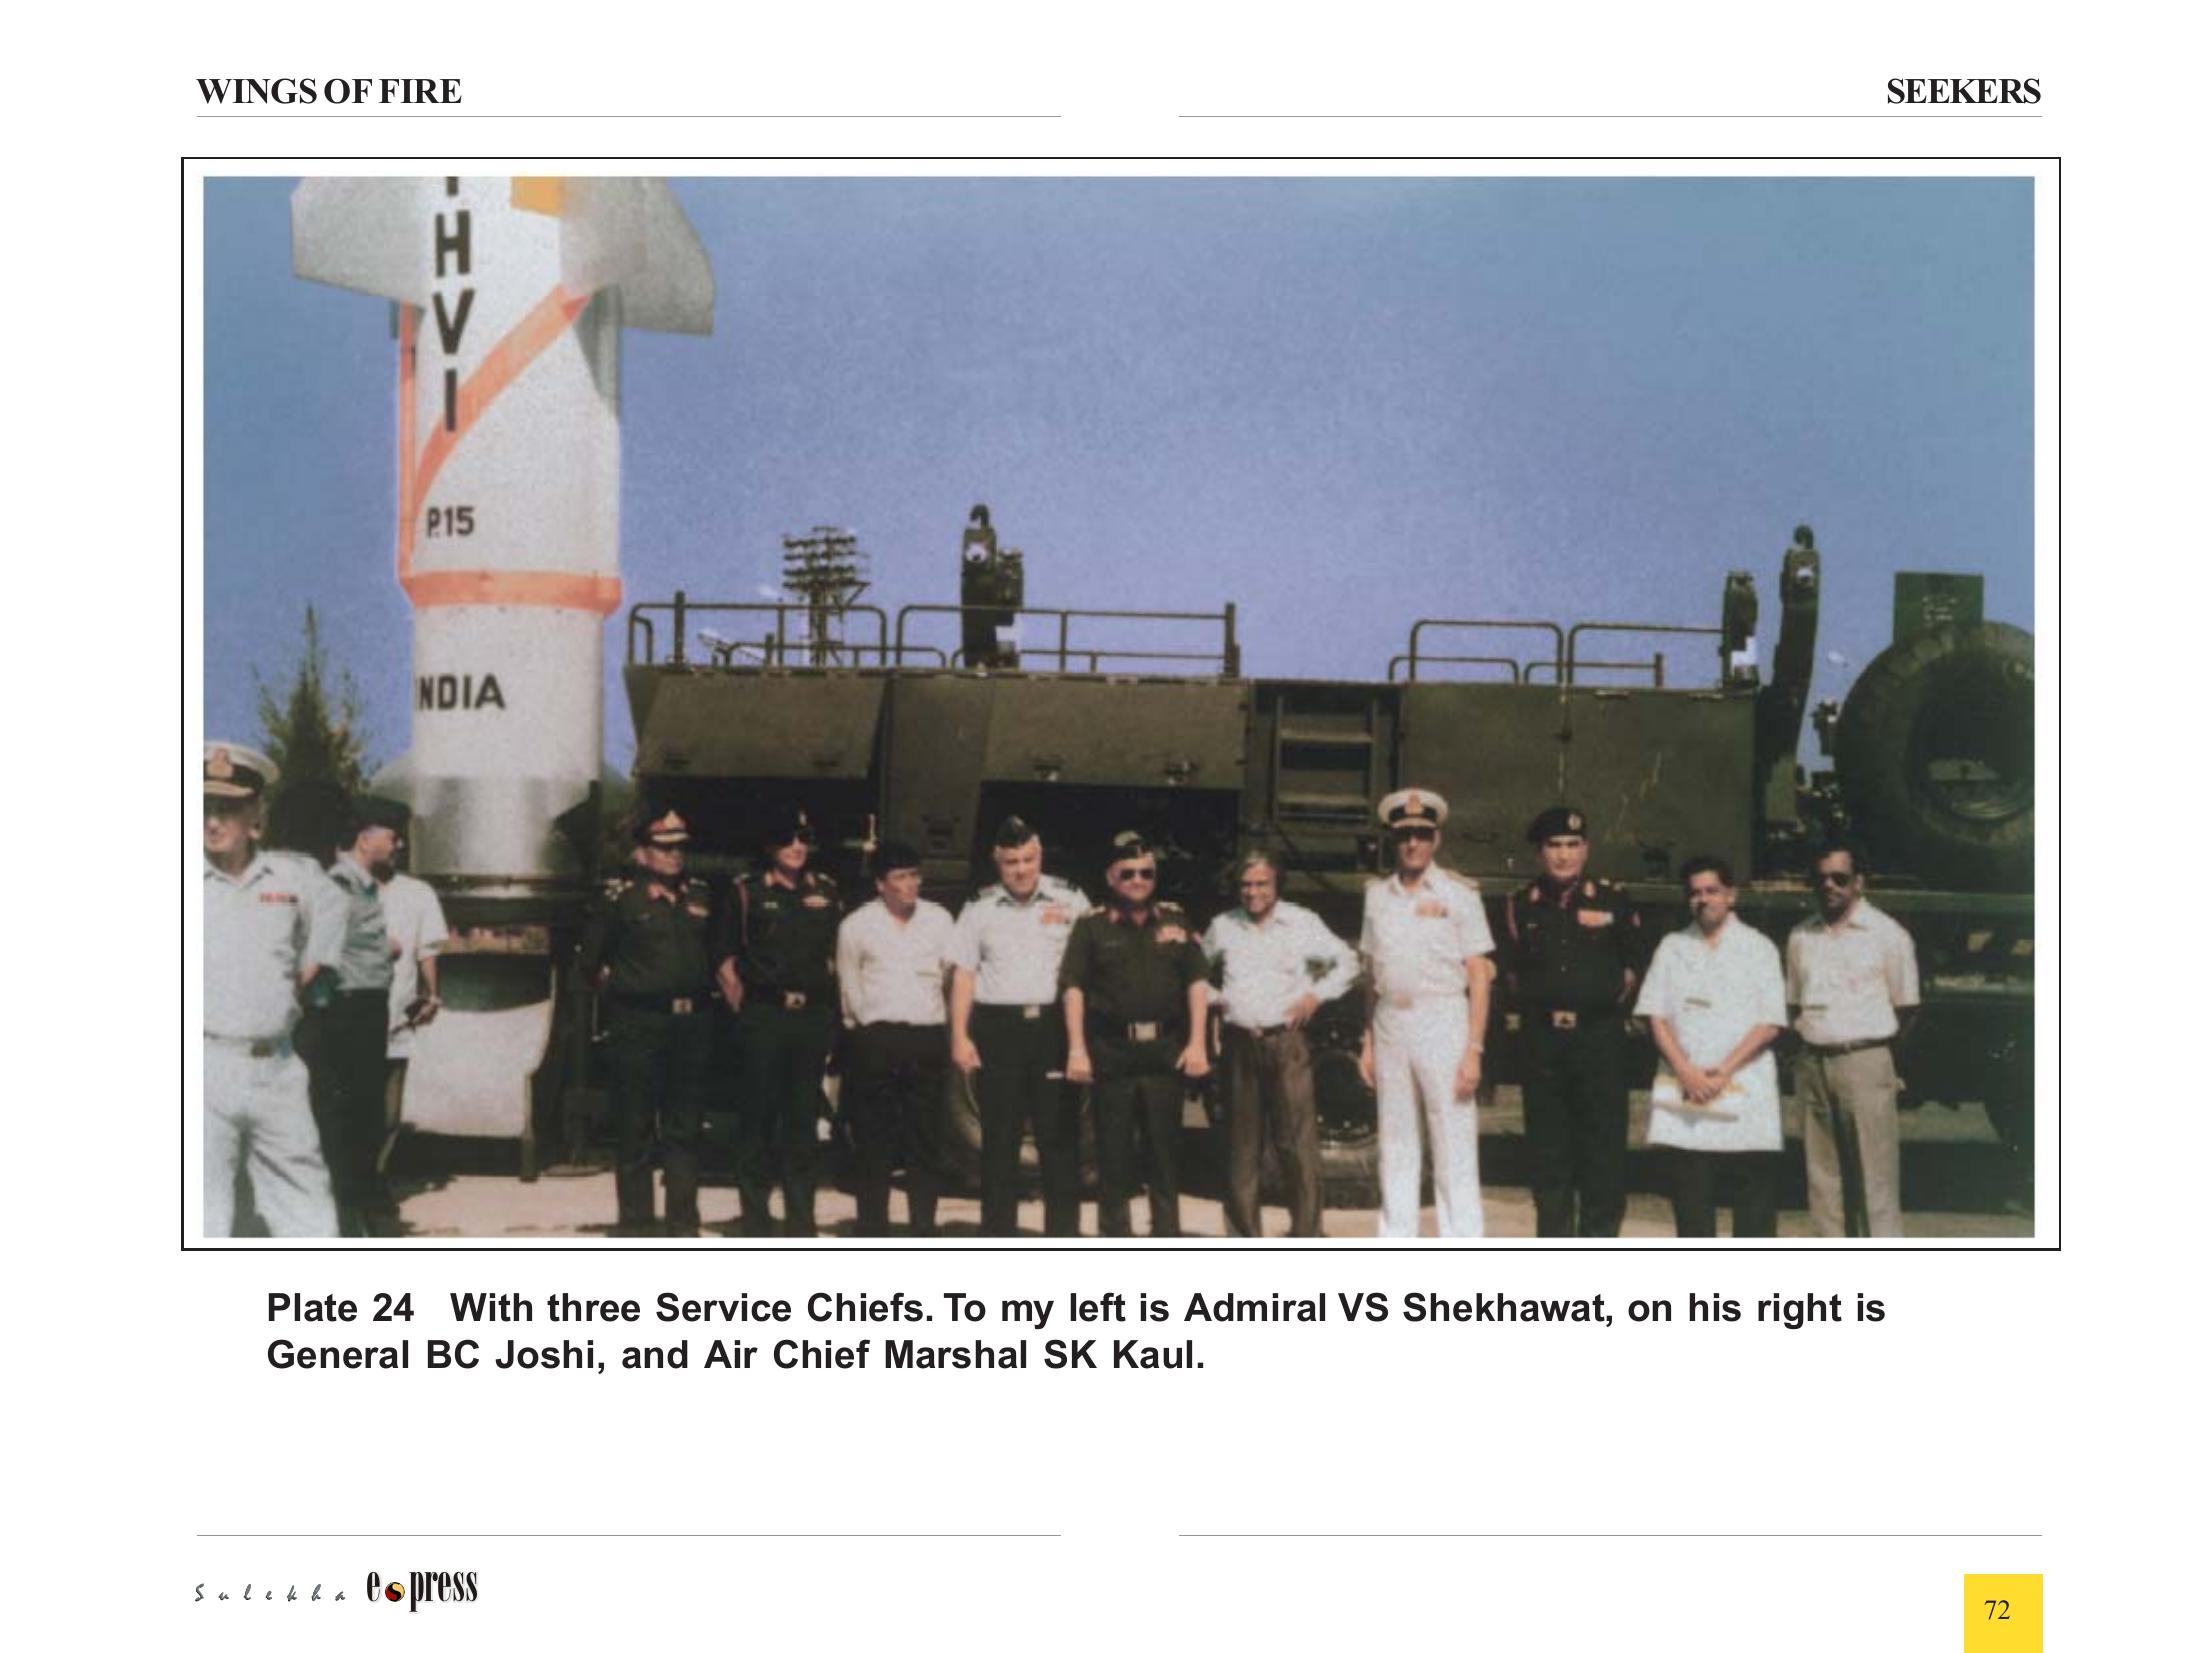 WINGS OF FIRE
SEEKERS
HVI
P.15
INDIA
Plate 24 With three Service Chiefs. To my left is Admiral VS Shekhawat, on his right is
General BC Joshi, and Air Chief Marshal SK Kaul.
Sulekha e press
72